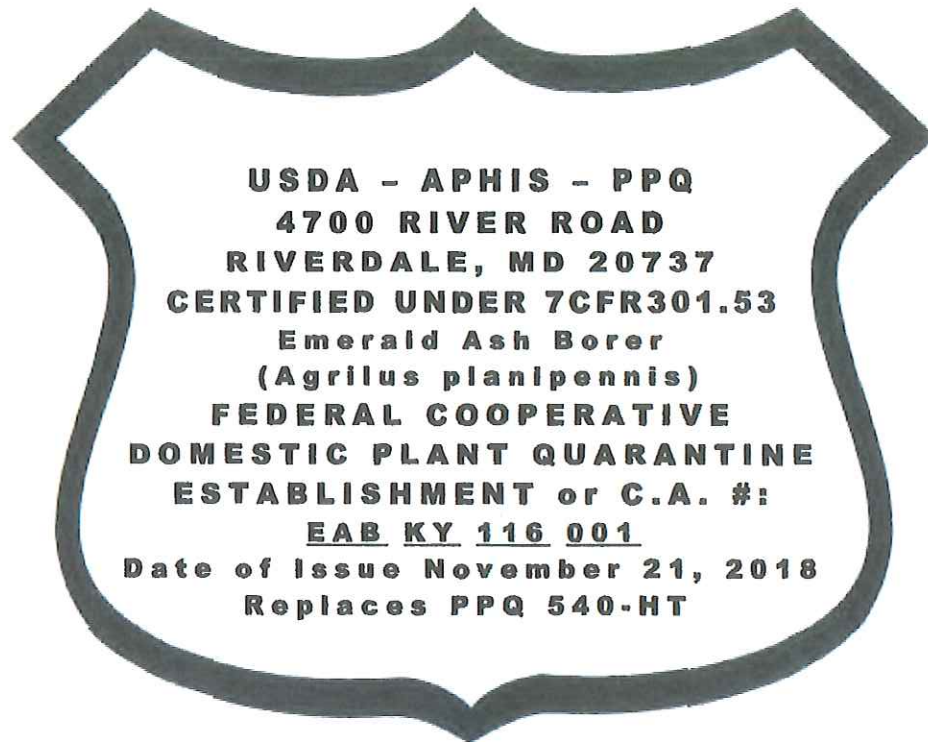 USDA - APHIS - PPQ
4700 RIVER ROAD
RIVERDALE, MD 20737
CERTIFIED UNDER 7CFR301.53
Emerald Ash Borer
(Agrilus planipennis)
FEDERAL COOPERATIVE
DOMESTIC PLANT QUARANTINE
ESTABLISHMENT or C.A. #:
EAB KY 116 001
Date of Issue November 21, 2018
Replaces PPQ 540-HT